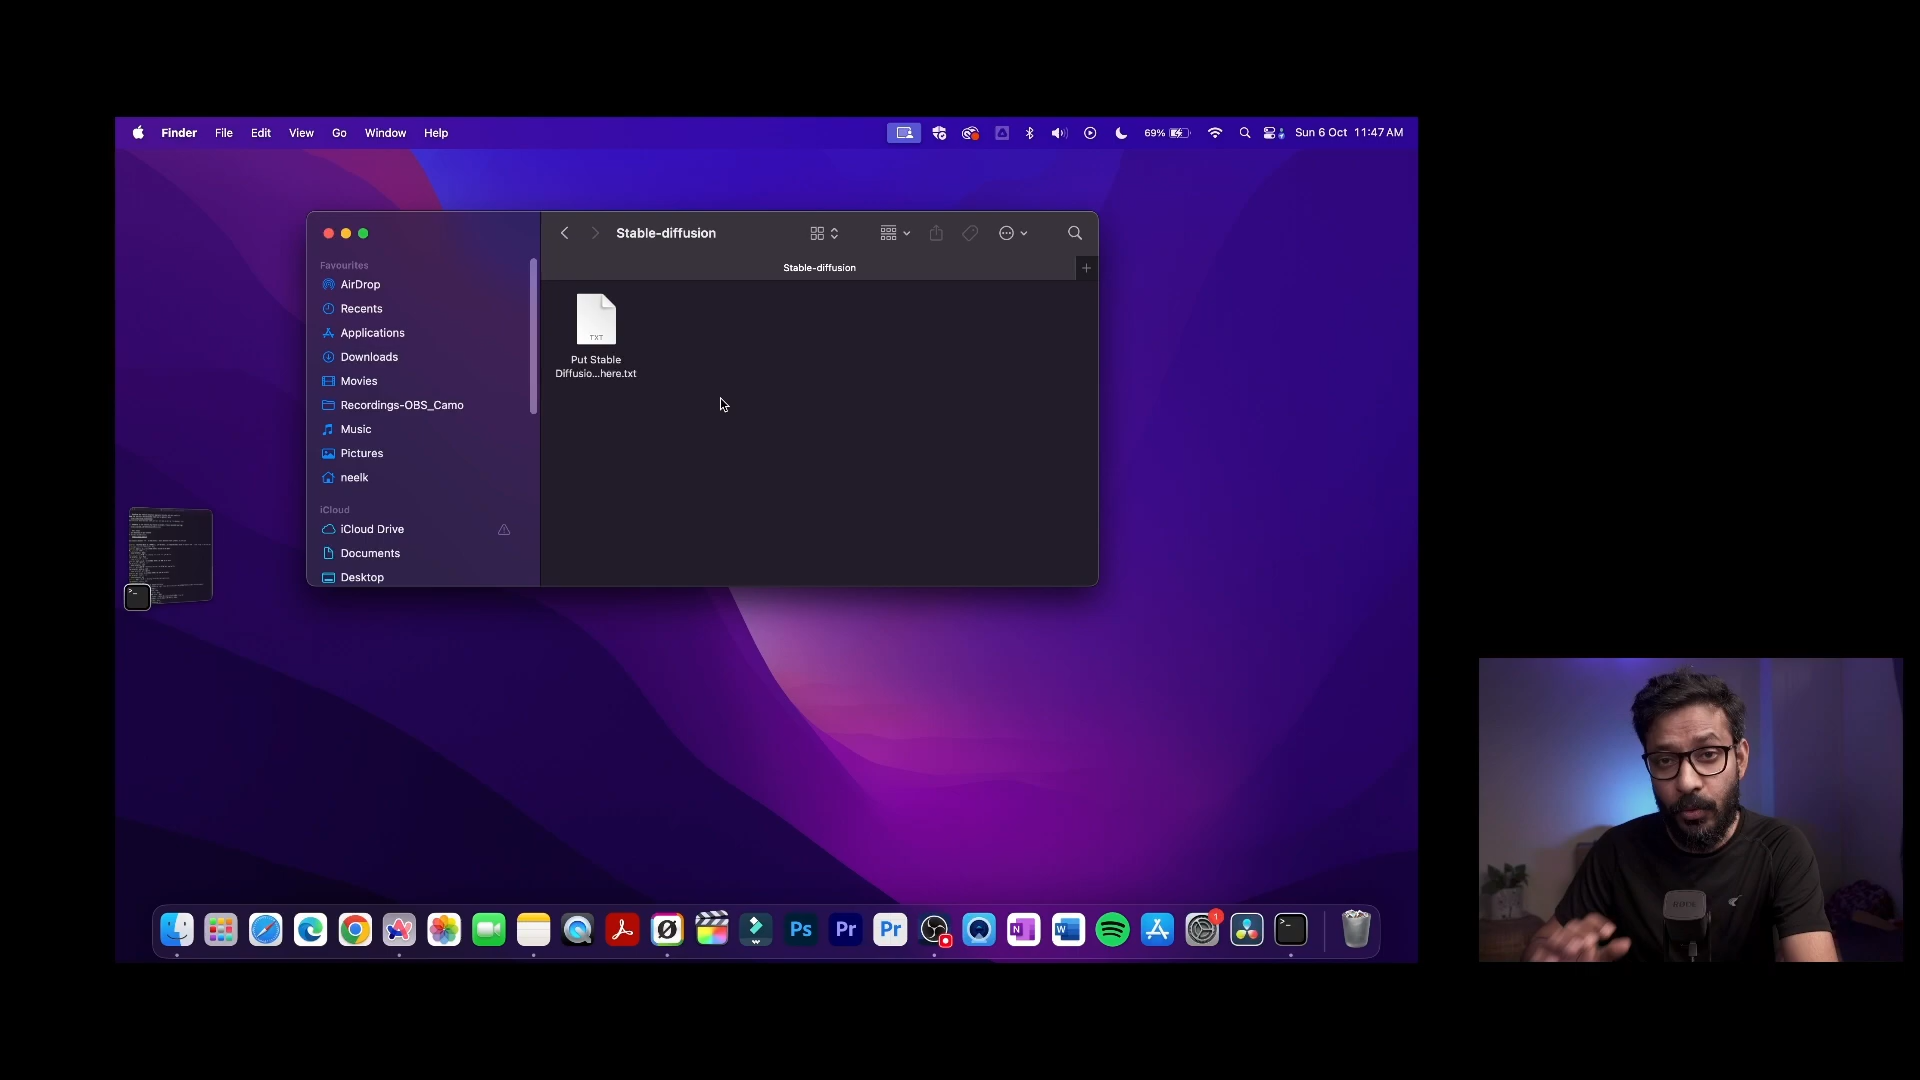 Finder File Edit View Go Window Help 69% Sun 6 Oct 11:47 AM
Stable-diffusion
Stable-diffusion
Favourites
AirDrop
Recents
Applications
Downloads
Movies
Recordings-OBS_Camo
Music
Pictures
neelk
iCloud
iCloud Drive
Documents
Desktop
TXT
Put Stable
Diffusio...here.txt
Ps Pr Pr N W 1 >_
>_